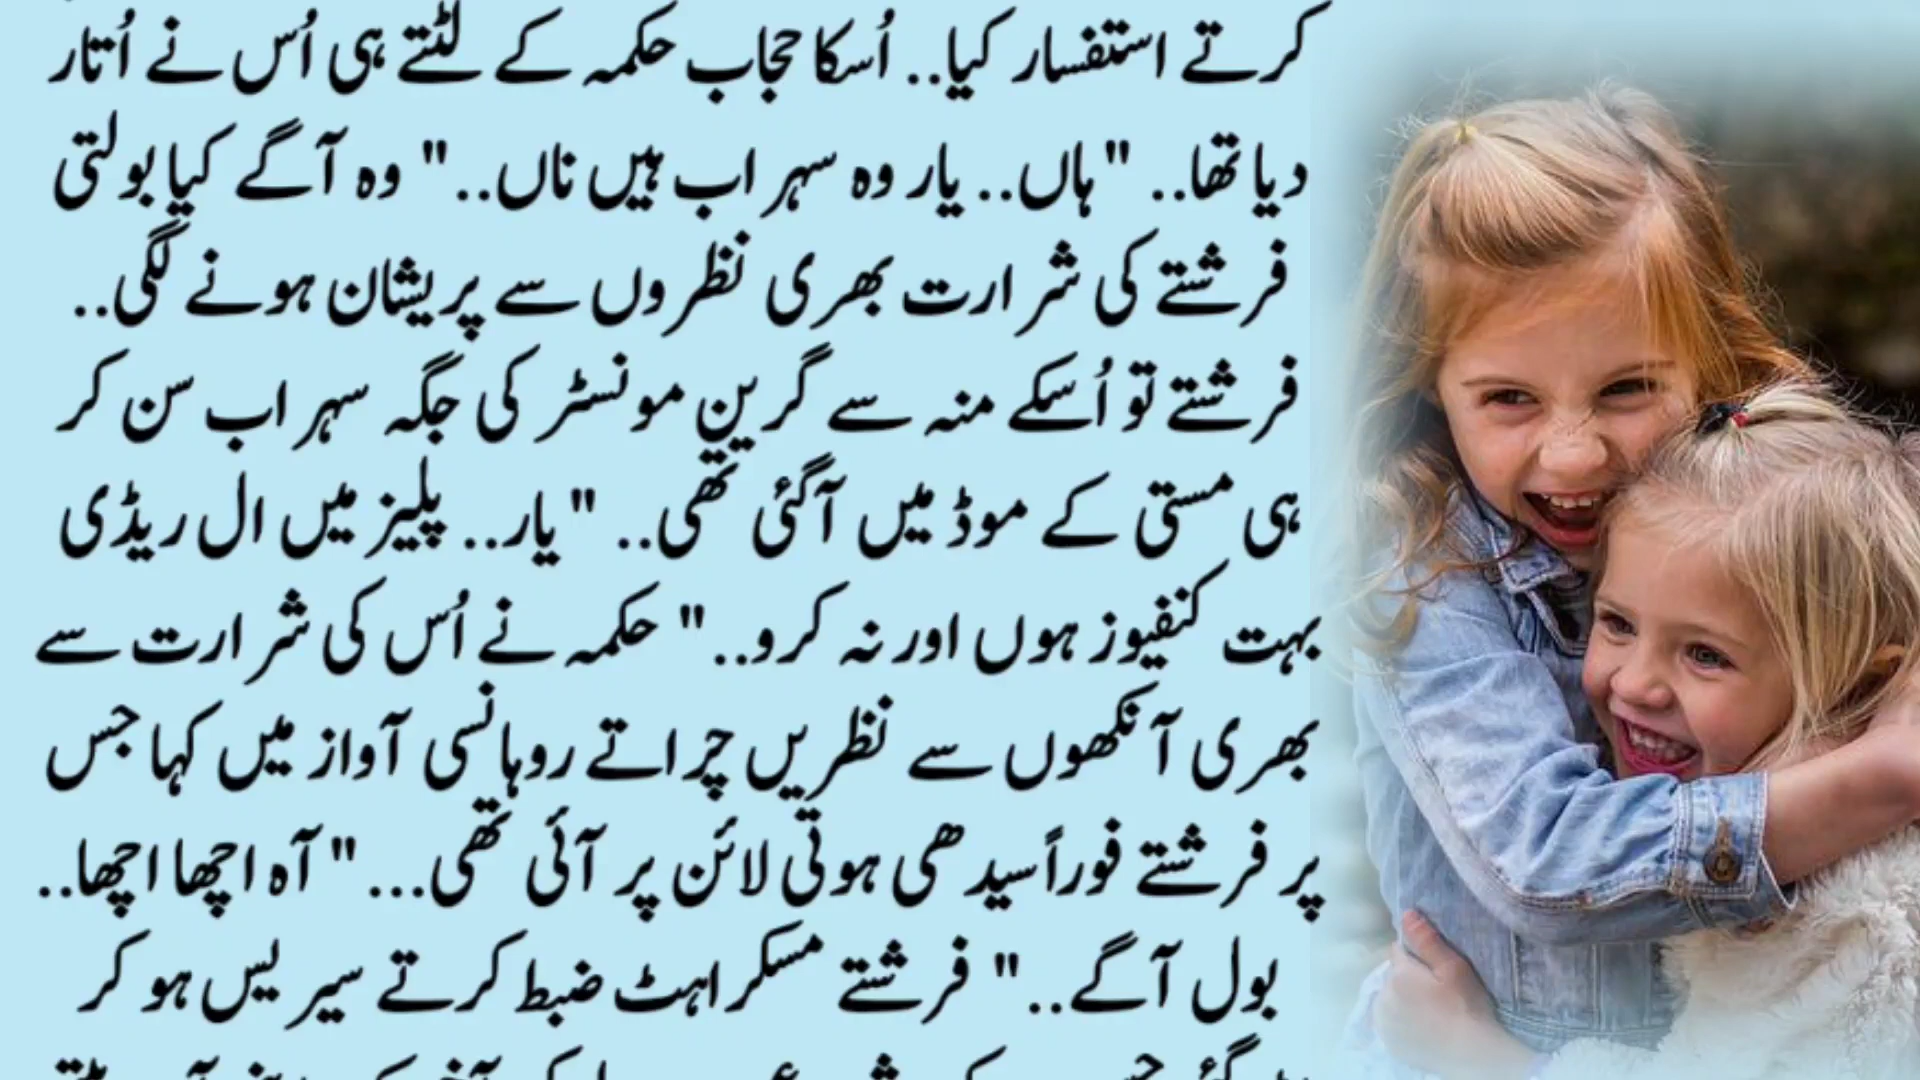 کرتے استفسار کیا.. اُسکا حجاب حکمہ کے لٹتے ہی اُس نے اُتار
دیا تھا.. "ہاں.. یار وہ سہراب ہیں ناں.." وہ آگے کیا بولتی
فرشتے کی شرارت بھری نظروں سے پریشان ہونے لگی..
فرشتے تو اُسکے منہ سے گرین مونسٹر کی جگہ سہراب سن کر
ہی مستی کے موڈ میں آگئی تھی.. "یار.. پلیز میں ال ریڈی
بہت کنفیوز ہوں اور نہ کرو.." حکمہ نے اُس کی شرارت سے
بھری آنکھوں سے نظریں چراتے روہانسی آواز میں کہا جس
پر فرشتے فوراً سیدھی ہوتی لائن پر آئی تھی... "آہ اچھا اچھا..
بول آگے.." فرشتے مسکراہٹ ضبط کرتے سیریس ہو کر